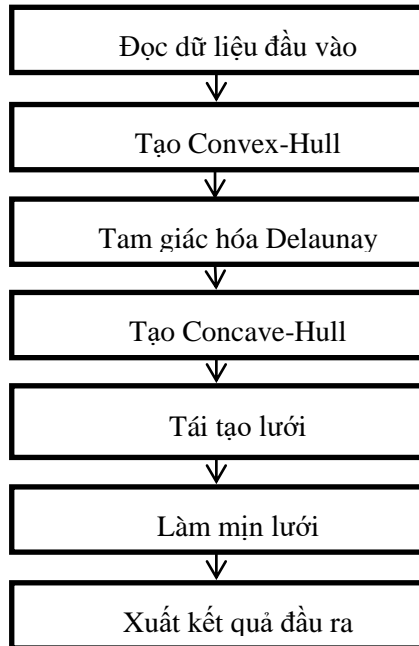 Đọc dữ liệu đầu vào
Tạo Convex-Hull
Tam giác hóa Delaunay
Tạo Concave-Hull
Tái tạo lưới
Làm mịn lưới
Xuất kết quả đầu ra